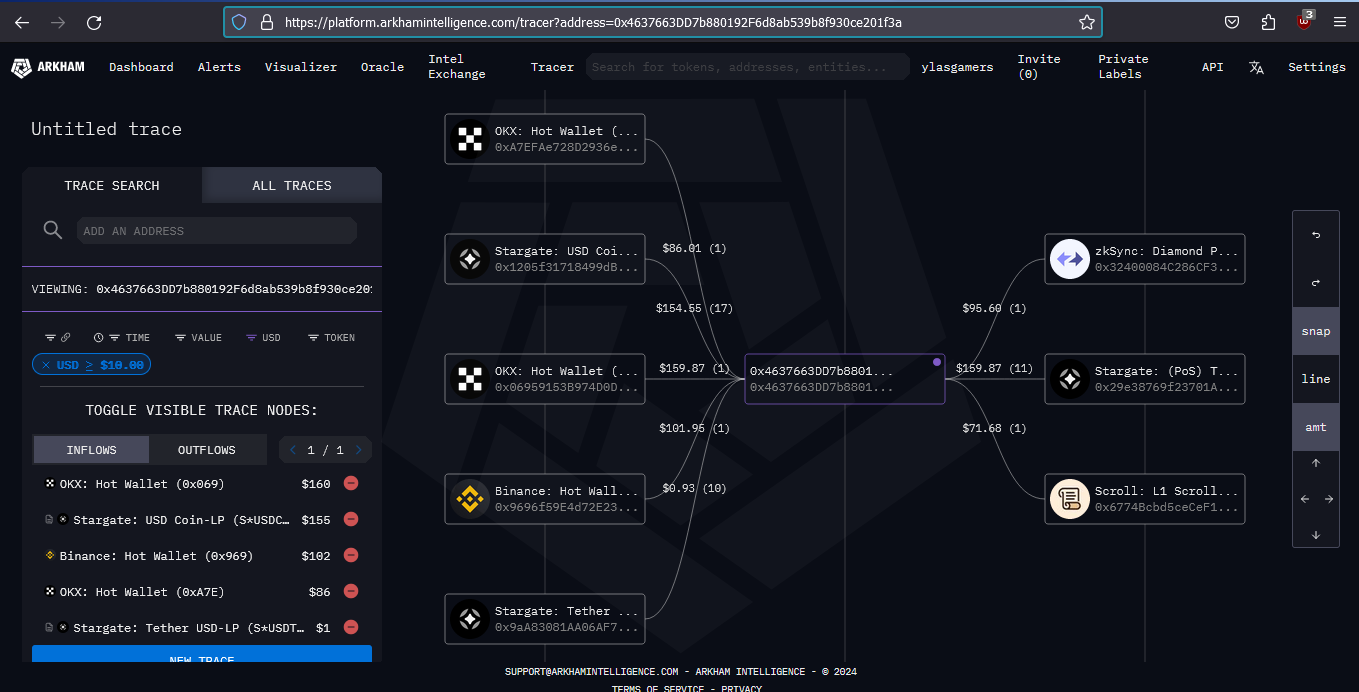 https://platform.arkhamintelligence.com/tracer?address=0x4637663DD7b880192F6d8ab539b8f930ce201f3a
3
ARKHAM
Dashboard
Alerts
Visualizer
Oracle
Intel
Exchange
Tracer
Search for tokens, addresses, entities...
ylasgamers
Invite
(0)
Private
Labels
API
Settings
Untitled trace
TRACE SEARCH
ALL TRACES
ADD AN ADDRESS
VIEWING: 0x4637663DD7b880192F6d8ab539b8f930ce201
TIME
VALUE
USD
TOKEN
× USD ≥ $10.00
TOGGLE VISIBLE TRACE NODES:
INFLOWS
OUTFLOWS
< 1 / 1 >
OKX: Hot Wallet (0x069) $160
Stargate: USD Coin-LP (S*USDC… $155
Binance: Hot Wallet (0x969) $102
OKX: Hot Wallet (0xA7E) $86
Stargate: Tether USD-LP (S*USDT… $1
NEW TRACE
OKX: Hot Wallet (...
0xA7EFAe728D2936e...
Stargate: USD Coi...
0x1205f31718499dB...
OKX: Hot Wallet (...
0x06959153B974D0D...
Binance: Hot Wall...
0x9696f59E4d72E23...
Stargate: Tether ...
0x9aA83081AA06AF7...
$86.01 (1)
$154.55 (17)
$159.87 (1)
$101.95 (1)
$0.93 (10)
0x4637663DD7b8801...
0x4637663DD7b8801...
$95.60 (1)
$159.87 (11)
$71.68 (1)
zkSync: Diamond P...
0x32400084C286CF3...
Stargate: (PoS) T...
0x29e38769f23701A...
Scroll: L1 Scroll...
0x6774Bcbd5ceCeF1...
snap
line
amt
SUPPORT@ARKHAMINTELLIGENCE.COM - ARKHAM INTELLIGENCE - © 2024
TERMS OF SERVICE - PRIVACY